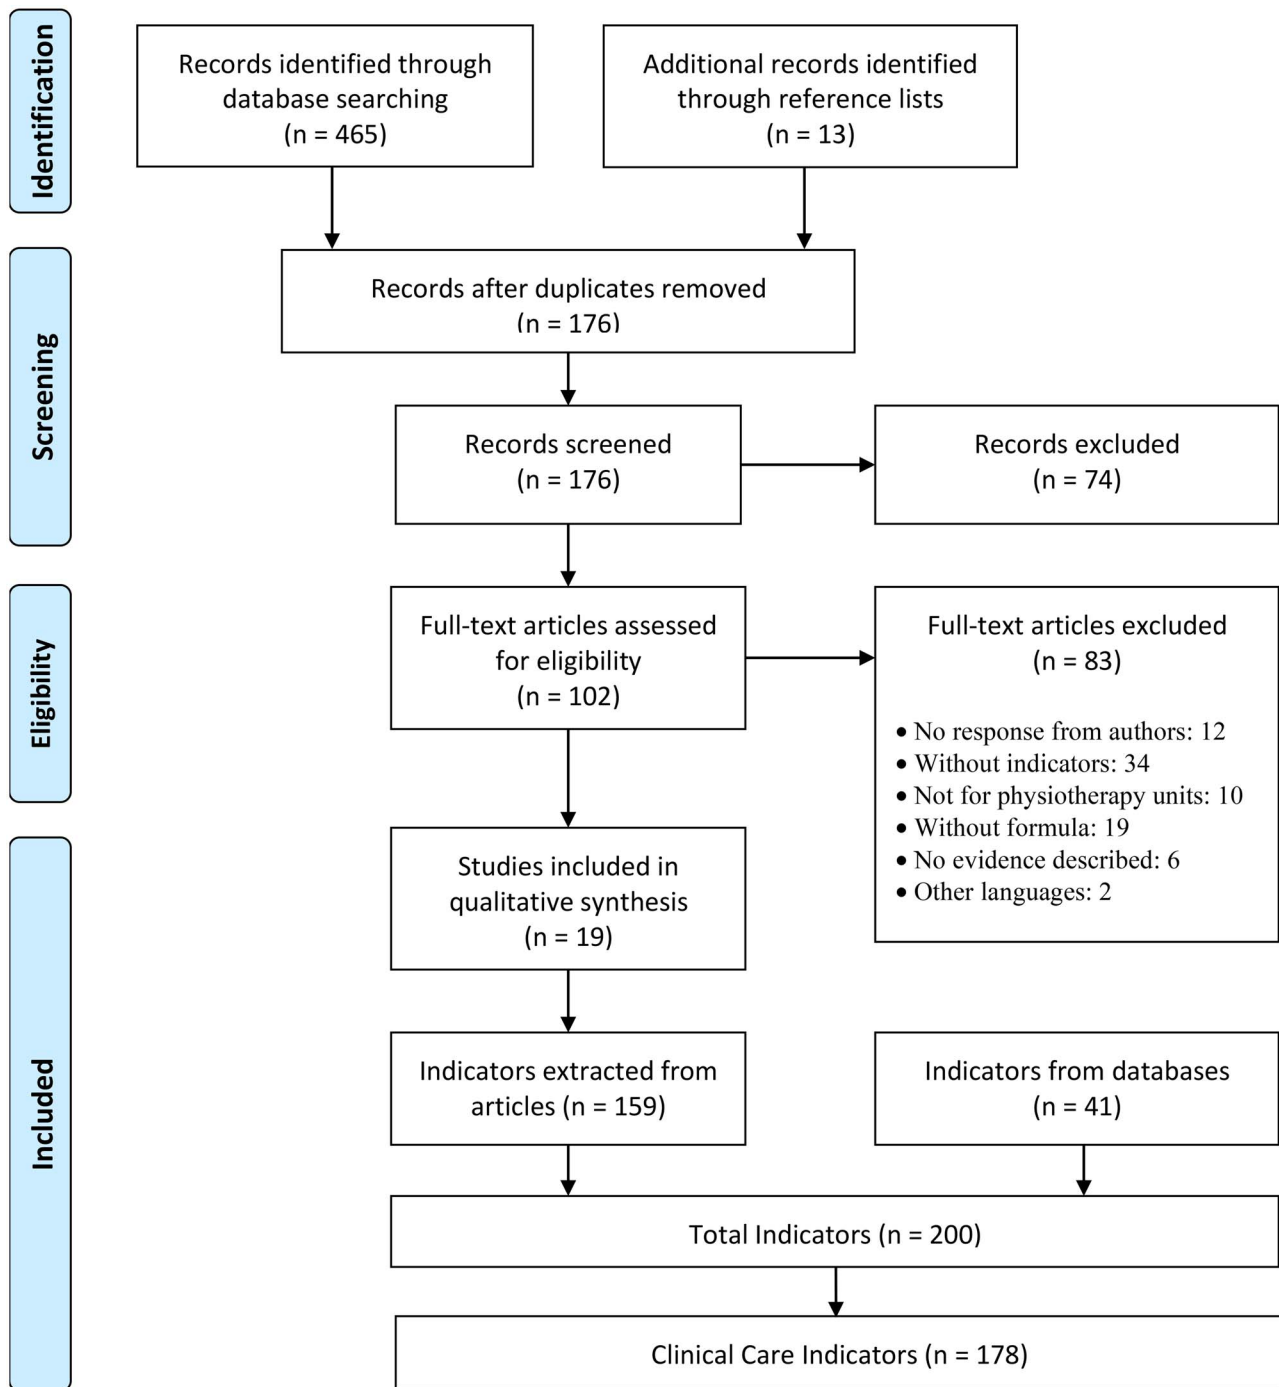 Identification
Records identified through
database searching
(n = 465)
Additional records identified
through reference lists
(n = 13)
Screening
Records after duplicates removed
(n = 176)
Records screened
(n = 176)
Records excluded
(n = 74)
Eligibility
Full-text articles assessed
for eligibility
(n = 102)
Full-text articles excluded
(n = 83)
• No response from authors: 12
• Without indicators: 34
• Not for physiotherapy units: 10
• Without formula: 19
• No evidence described: 6
• Other languages: 2
Included
Studies included in
qualitative synthesis
(n = 19)
Indicators extracted from
articles (n = 159)
Indicators from databases
(n = 41)
Total Indicators (n = 200)
Clinical Care Indicators (n = 178)